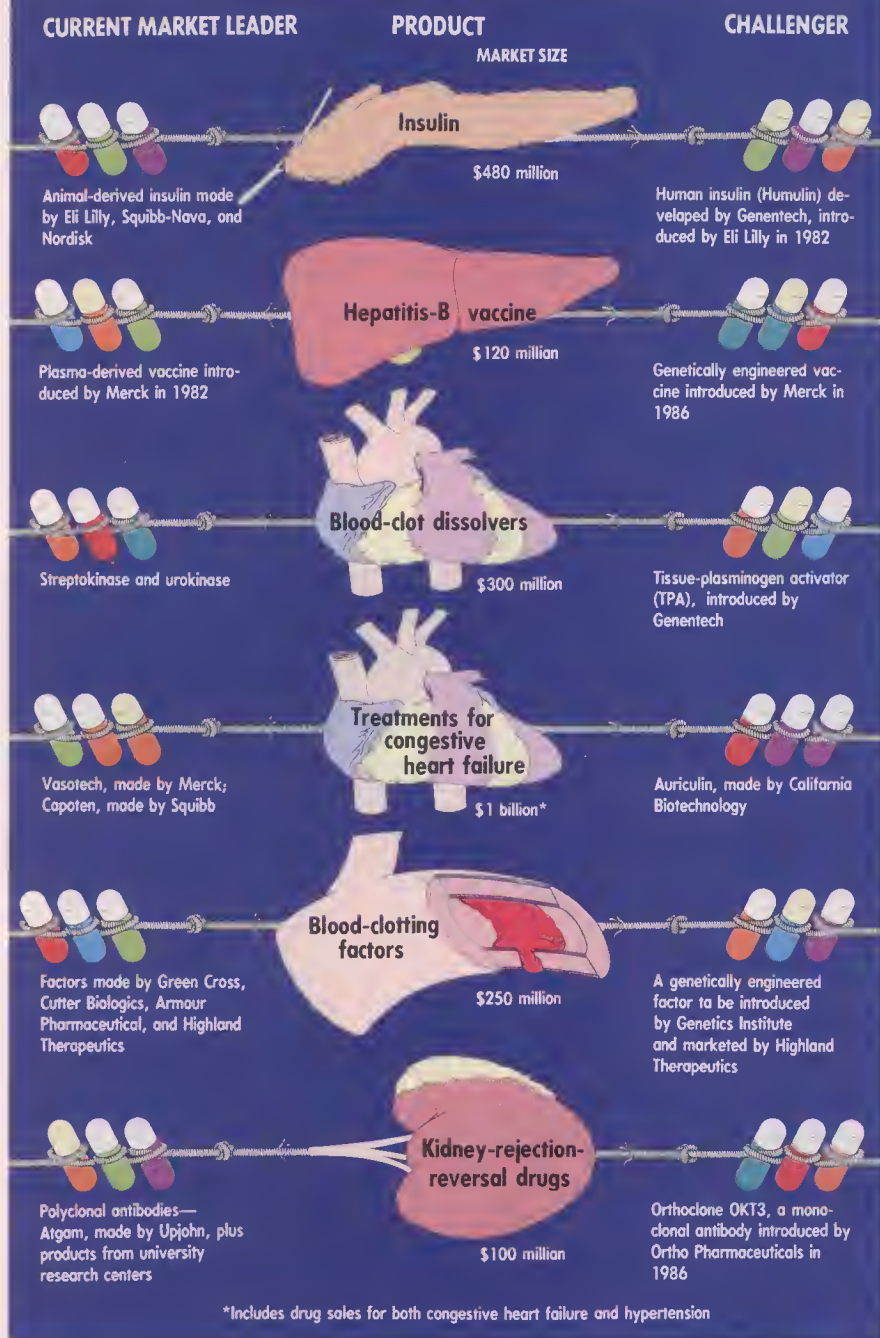 CURRENT MARKET LEADER
PRODUCT
CHALLENGER
MARKET SIZE
Insulin
$480 million
Animal-derived insulin made
by Eli Lilly, Squibb-Nava, and
Nordisk
Human insulin (Humulin) de-
velaped by Genentech, intro-
duced by Eli Lilly in 1982
Hepatitis-B vaccine
$120 millian
Plasma-derived vaccine intro-
duced by Merck in 1982
Genetically engineered vac-
cine introduced by Merck in
1986
Blood-clot dissolvers
$300 million
Streptokinase and urokinase
Tissue-plasminogen activator
(TPA), introduced by
Genentech
Treatments for
congestive
heart failure
$1 billion*
Vasotech, made by Merck;
Capoten, made by Squibb
Auriculin, made by Califarnia
Biotechnology
Blood-clotting
factors
$250 million
Factors made by Green Cross,
Cutter Biologics, Armour
Pharmaceutical, and Highland
Therapeutics
A genetically engineered
factor ta be introduced
by Genetics Institute
and marketed by Highland
Therapeutics
Kidney-rejection-
reversal drugs
$100 million
Polyclonal antibodies—
Atgam, made by Upjohn, plus
products from university
research centers
Orthoclone OKT3, a mono-
clonal antibody introduced by
Ortho Pharmaceuticals in
1986
*Includes drug sales for both congestive heart failure and hypertension